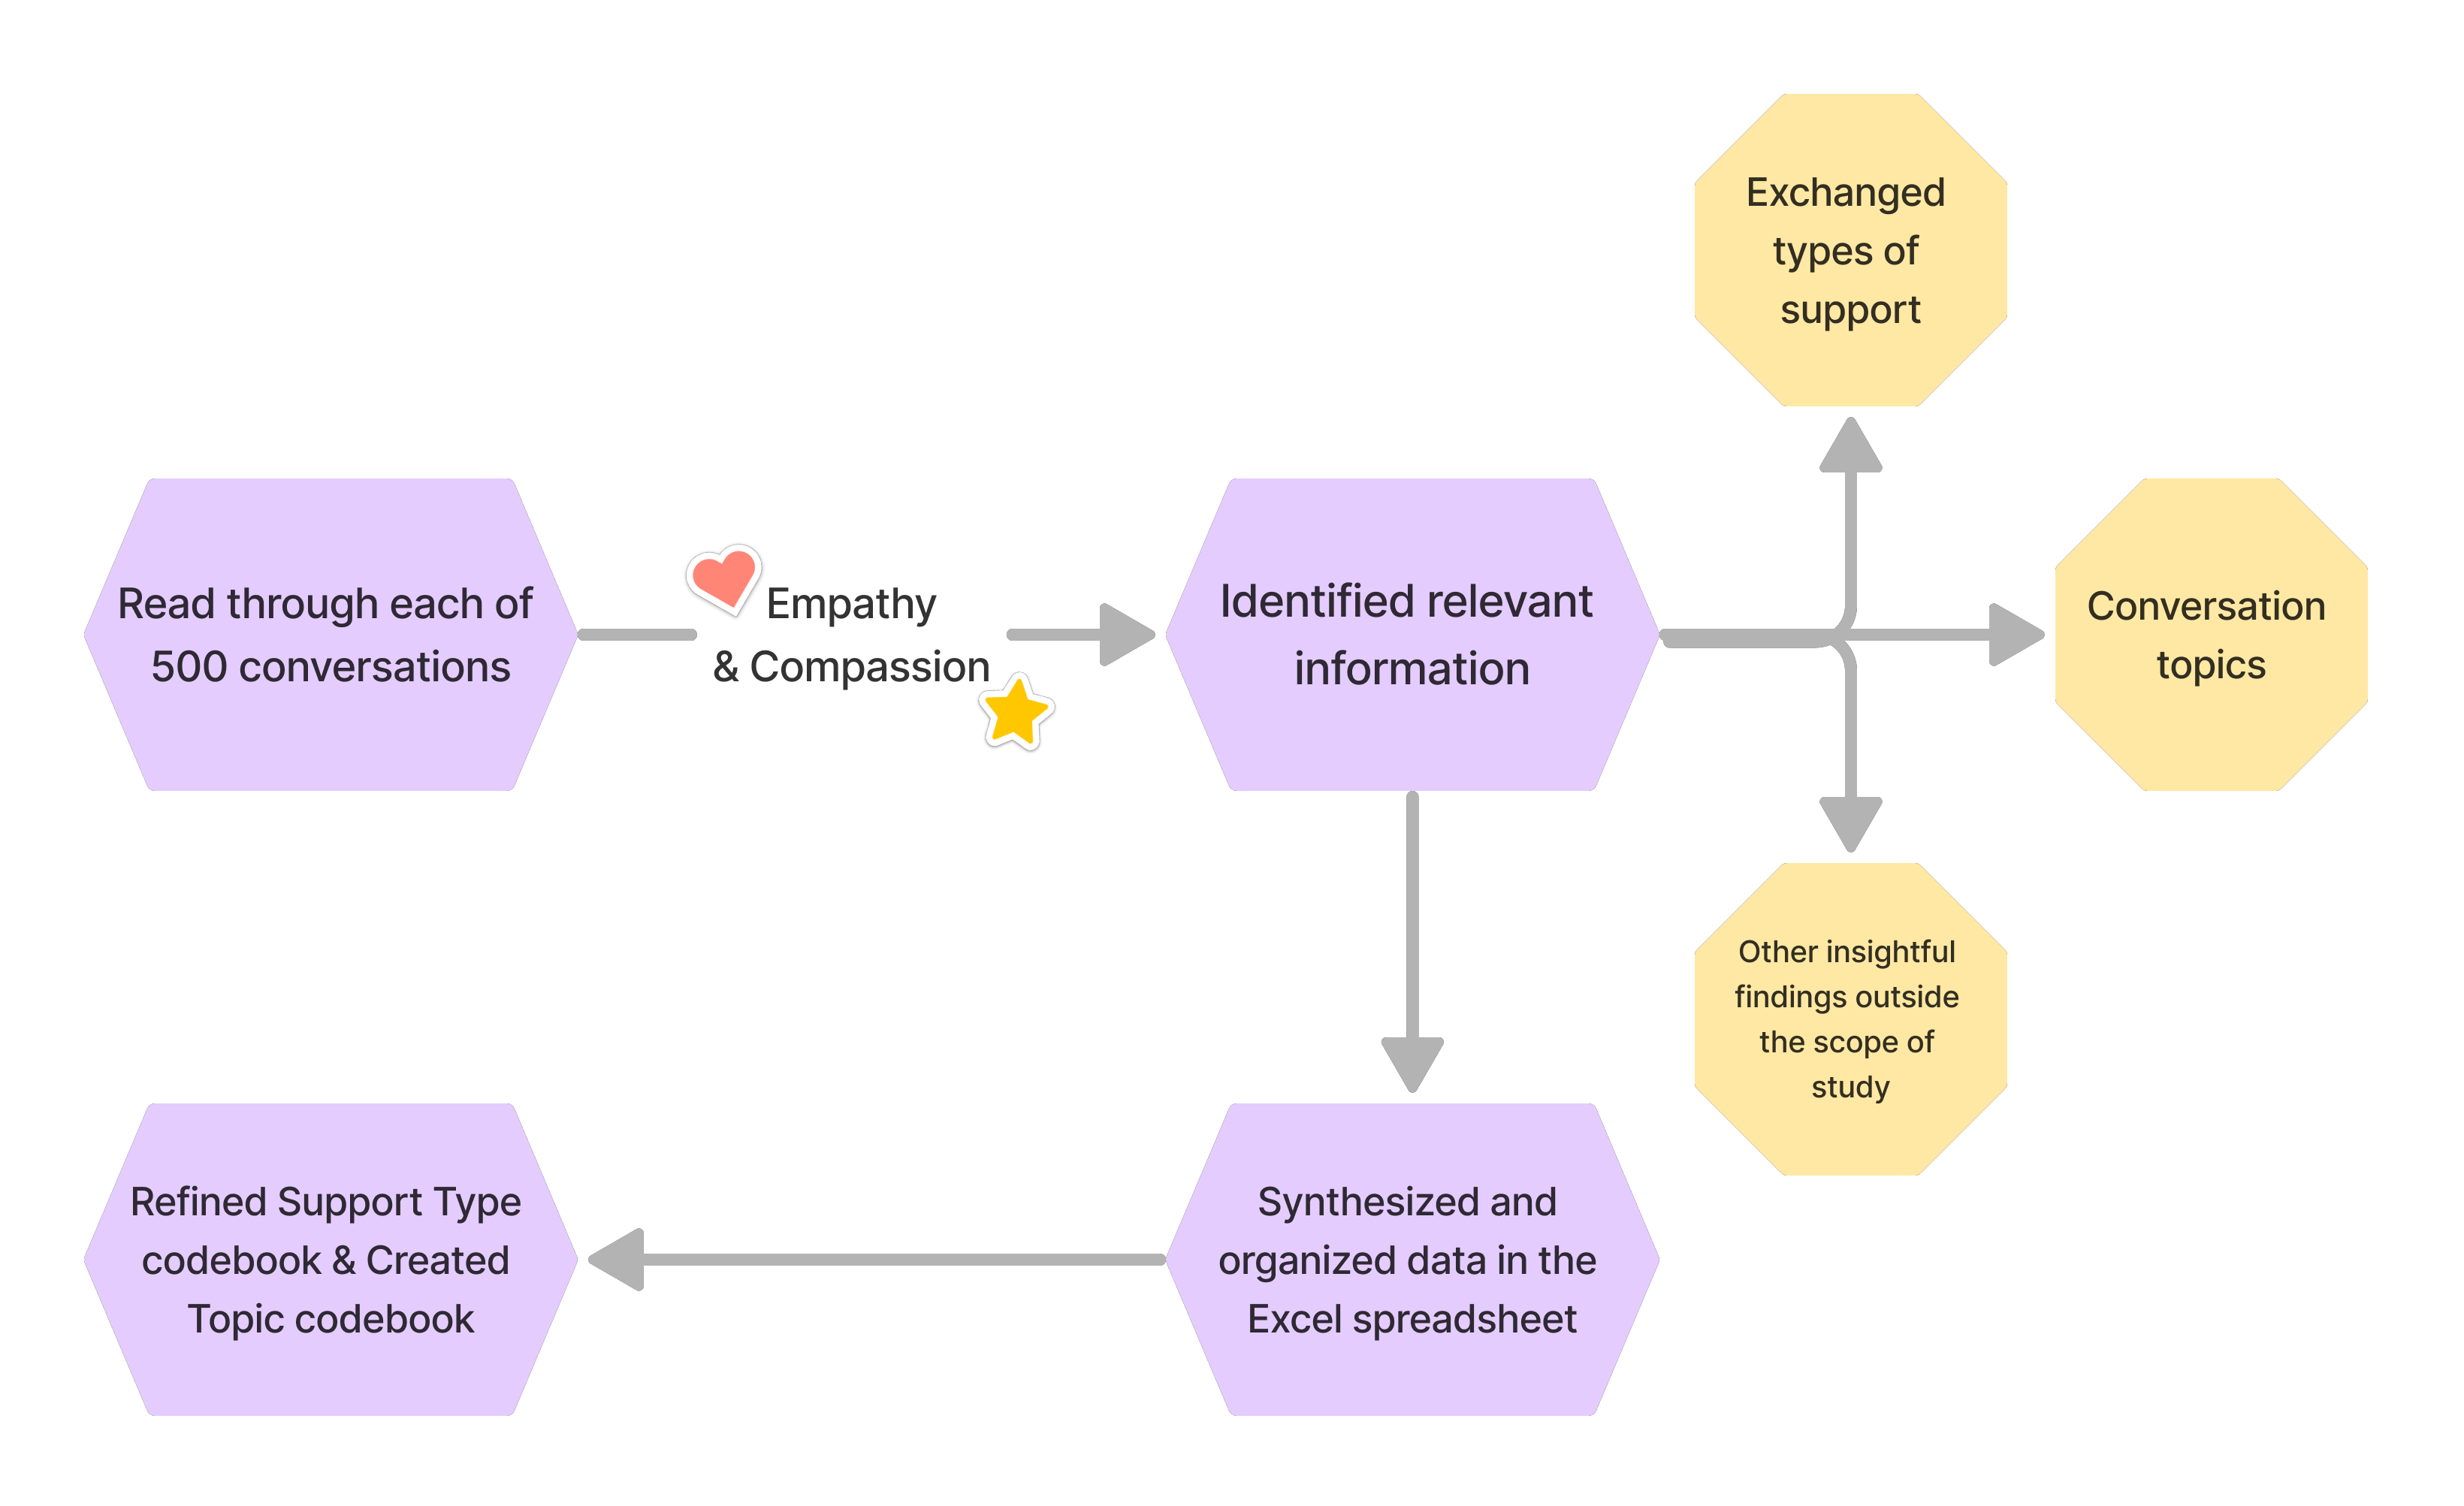 Exchanged
types of
support
Read through each of
500 conversations
Empathy
& Compassion
Identified relevant
information
Conversation
topics
Other insightful
findings outside
the scope of
study
Refined Support Type
codebook & Created
Topic codebook
Synthesized and
organized data in the
Excel spreadsheet